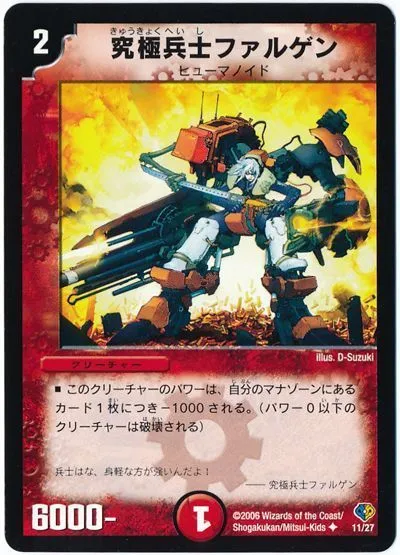 きゅうきょくへいし
2
究極兵士ファルゲン
ヒューマノイド
illus. D-Suzuki
クリーチャー
■ このクリーチャーのパワーは、自分のマナゾーンにある
カード1枚につき-1000される。(パワー0以下の
クリーチャーは破壊される)
兵士はな、身軽な方が強いんだよ!
── 究極兵士ファルゲン
6000-
1
©2006 Wizards of the Coast/
Shogakukan/Mitsui-Kids
11/27